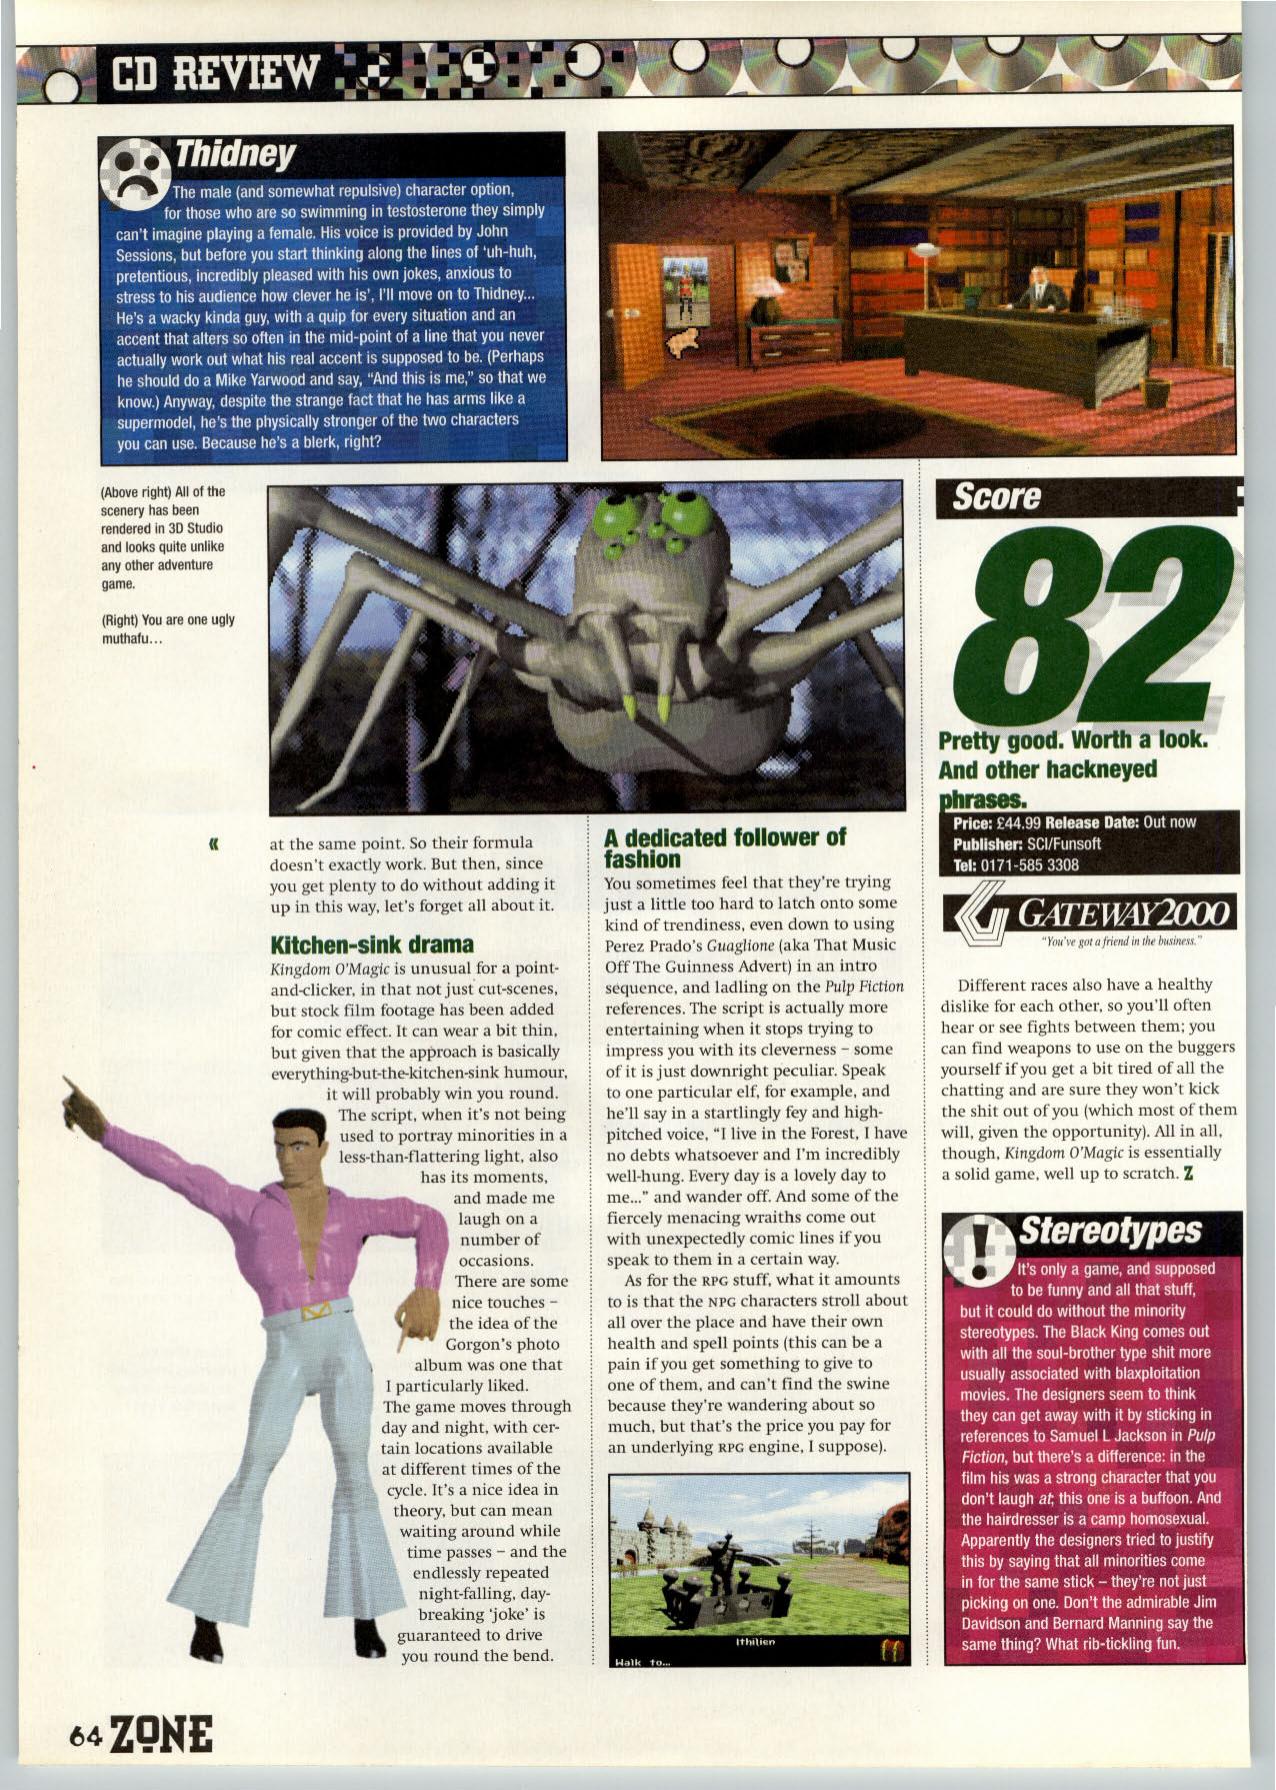 CD REVIEW
Thidney
The male (and somewhat repulsive) character option,
for those who are so swimming in testosterone they simply
can't imagine playing a female. His voice is provided by John
Sessions, but before you start thinking along the lines of 'uh-huh,
pretentious, incredibly pleased with his own jokes, anxious to
stress to his audience how clever he is', I'll move on to Thidney...
He's a wacky kinda guy, with a quip for every situation and an
accent that alters so often in the mid-point of a line that you never
actually work out what his real accent is supposed to be. (Perhaps
he should do a Mike Yarwood and say, "And this is me," so that we
know.) Anyway, despite the strange fact that he has arms like a
supermodel, he's the physically stronger of the two characters
you can use. Because he's a blerk, right?
(Above right) All of the
scenery has been
rendered in 3D Studio
and looks quite unlike
any other adventure
game.
(Right) You are one ugly
muthafu...
« at the same point. So their formula
doesn't exactly work. But then, since
you get plenty to do without adding it
up in this way, let's forget all about it.
Kitchen-sink drama
Kingdom O'Magic is unusual for a point-
and-clicker, in that not just cut-scenes,
but stock film footage has been added
for comic effect. It can wear a bit thin,
but given that the approach is basically
everything-but-the-kitchen-sink humour,
it will probably win you round.
The script, when it's not being
used to portray minorities in a
less-than-flattering light, also
has its moments,
and made me
laugh on a
number of
occasions.
There are some
nice touches –
the idea of the
Gorgon's photo
album was one that
I particularly liked.
The game moves through
day and night, with cer-
tain locations available
at different times of the
cycle. It's a nice idea in
theory, but can mean
waiting around while
time passes – and the
endlessly repeated
night-falling, day-
breaking 'joke' is
guaranteed to drive
you round the bend.
A dedicated follower of
fashion
You sometimes feel that they're trying
just a little too hard to latch onto some
kind of trendiness, even down to using
Perez Prado's Guaglione (aka That Music
Off The Guinness Advert) in an intro
sequence, and ladling on the Pulp Fiction
references. The script is actually more
entertaining when it stops trying to
impress you with its cleverness – some
of it is just downright peculiar. Speak
to one particular elf, for example, and
he'll say in a startlingly fey and high-
pitched voice, "I live in the Forest, I have
no debts whatsoever and I'm incredibly
well-hung. Every day is a lovely day to
me..." and wander off. And some of the
fiercely menacing wraiths come out
with unexpectedly comic lines if you
speak to them in a certain way.
As for the RPG stuff, what it amounts
to is that the NPG characters stroll about
all over the place and have their own
health and spell points (this can be a
pain if you get something to give to
one of them, and can't find the swine
because they're wandering about so
much, but that's the price you pay for
an underlying RPG engine, I suppose).
Ithilien
Walk to...
Score
82
Pretty good. Worth a look.
And other hackneyed
phrases.
Price: £44.99 Release Date: Out now
Publisher: SCI/Funsoft
Tel: 0171-585 3308
GATEWAY2000
"You've got a friend in the business."
Different races also have a healthy
dislike for each other, so you'll often
hear or see fights between them; you
can find weapons to use on the buggers
yourself if you get a bit tired of all the
chatting and are sure they won't kick
the shit out of you (which most of them
will, given the opportunity). All in all,
though, Kingdom O'Magic is essentially
a solid game, well up to scratch. Z
Stereotypes
It's only a game, and supposed
to be funny and all that stuff,
but it could do without the minority
stereotypes. The Black King comes out
with all the soul-brother type shit more
usually associated with blaxploitation
movies. The designers seem to think
they can get away with it by sticking in
references to Samuel L Jackson in Pulp
Fiction, but there's a difference: in the
film his was a strong character that you
don't laugh at; this one is a buffoon. And
the hairdresser is a camp homosexual.
Apparently the designers tried to justify
this by saying that all minorities come
in for the same stick – they're not just
picking on one. Don't the admirable Jim
Davidson and Bernard Manning say the
same thing? What rib-tickling fun.
64 ZONE